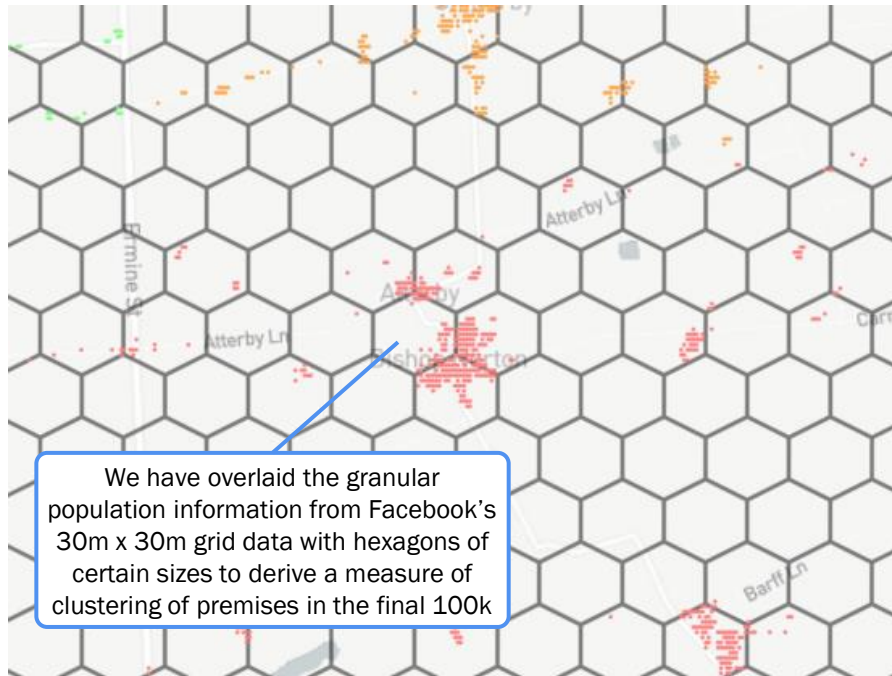 by
Atterby Ln
Ermine St
Atterby
Atterby Ln
Barff Ln
We have overlaid the granular
population information from Facebook's
30m x 30m grid data with hexagons of
certain sizes to derive a measure of
clustering of premises in the final 100k